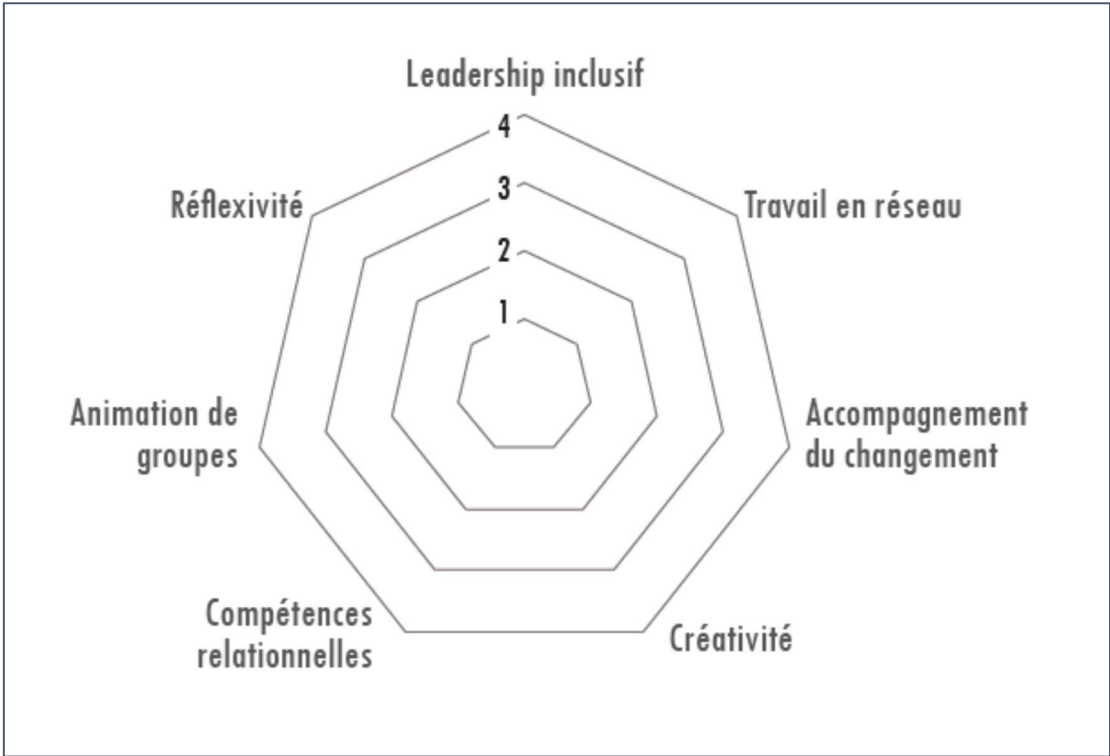 Leadership inclusif
4
3
2
1
Travail en réseau
Accompagnement
du changement
Créativité
Compétences
relationnelles
Animation de
groupes
Réflexivité